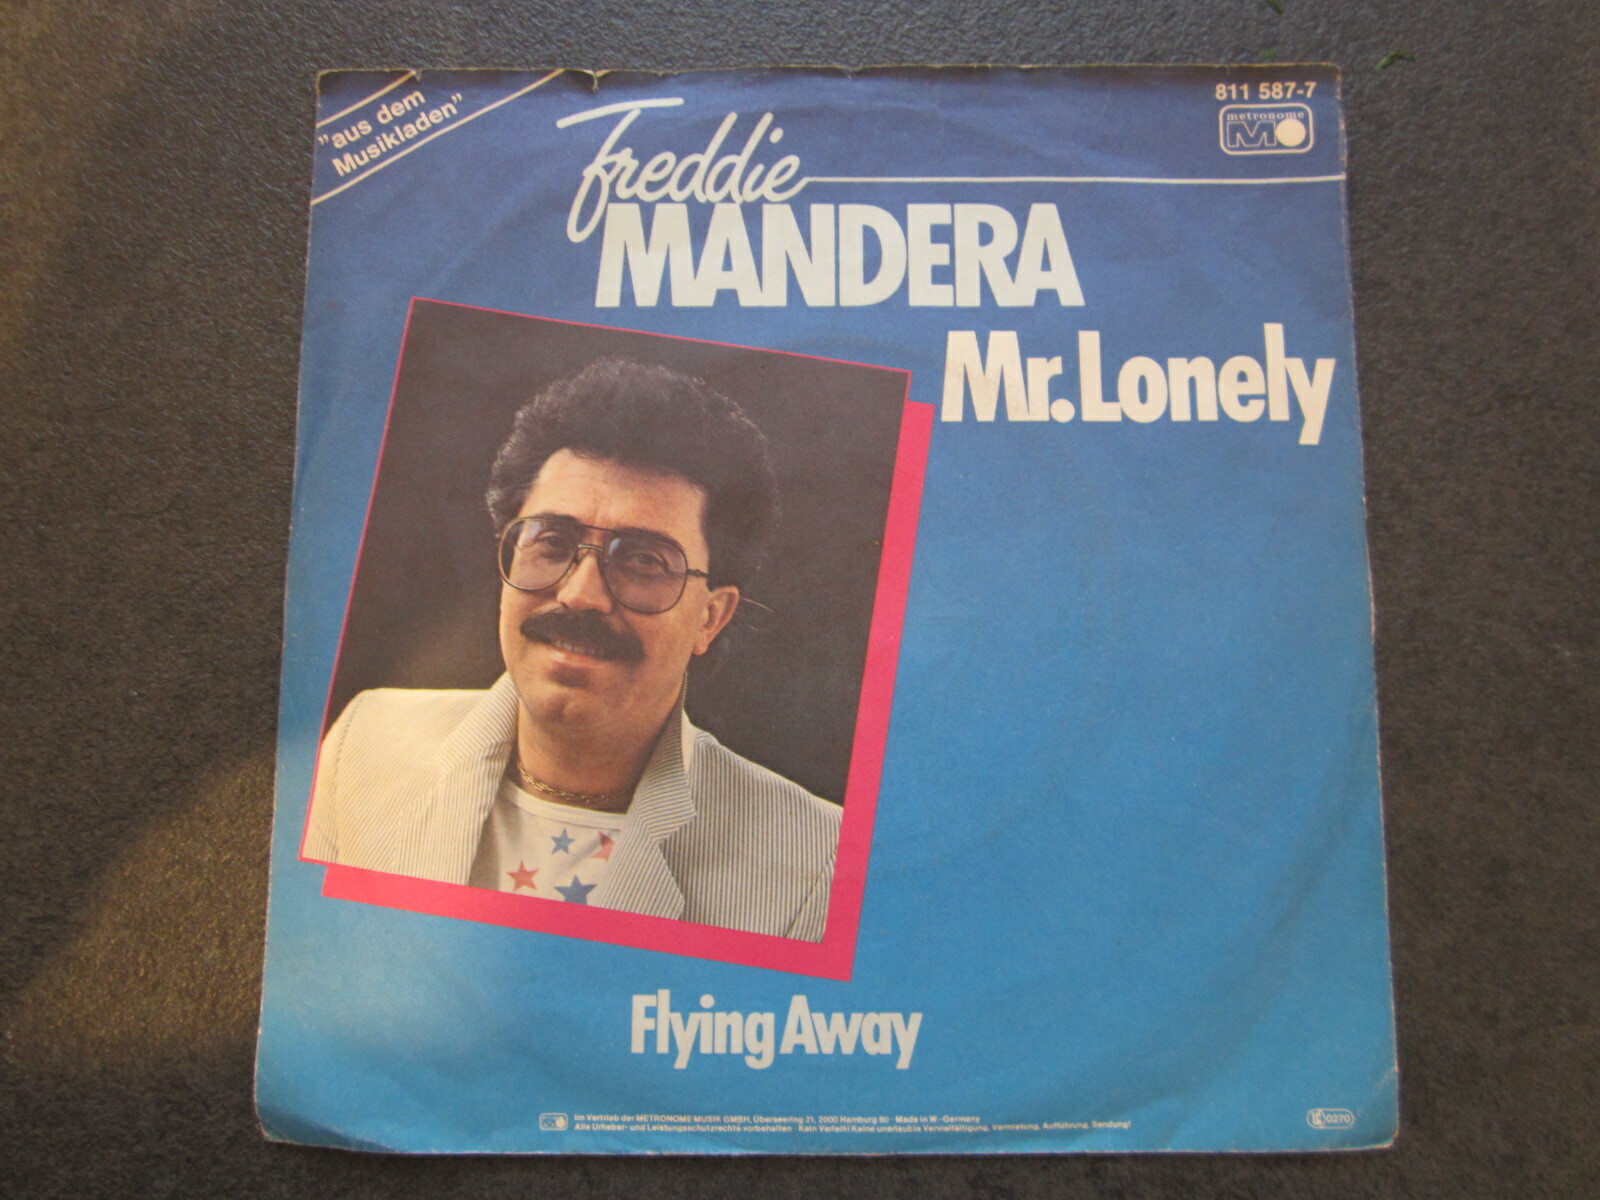 "aus dem
Musikladen"
811 587-7
metronome
Freddie
MANDERA
Mr. Lonely
Flying Away
Im Vertrieb der METRONOME MUSIK GMBH, Überseering 21, 2000 Hamburg 60 · Made in W.-Germany
Alle Urheber- und Leistungsschutzrechte vorbehalten · Kein Verleih! Keine unerlaubte Vervielfältigung, Vermietung, Aufführung, Sendung!
LC 0270